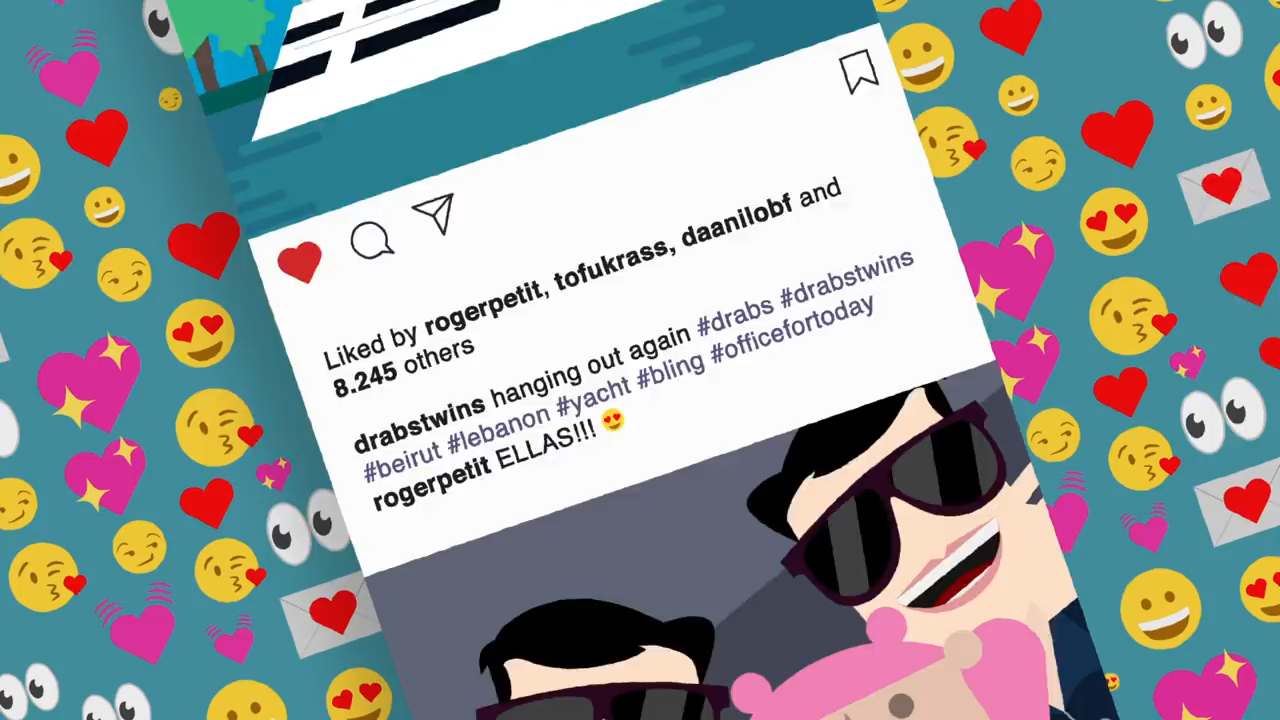 Liked by rogerpetit, tofukrass, daanilobf and
8.245 others
drabstwins hanging out again #drabs #drabstwins
#beirut #lebanon #yacht #bling #officefortoday
rogerpetit ELLAS!!! 😍